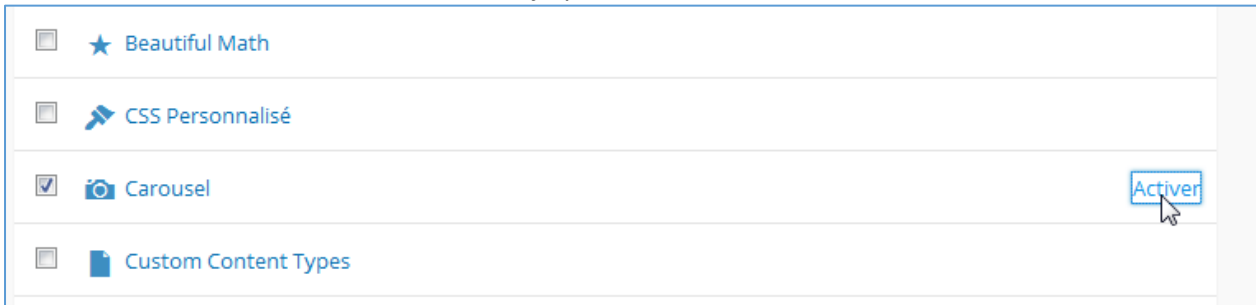 Beautiful Math
CSS Personnalisé
Carousel
Activer
Custom Content Types